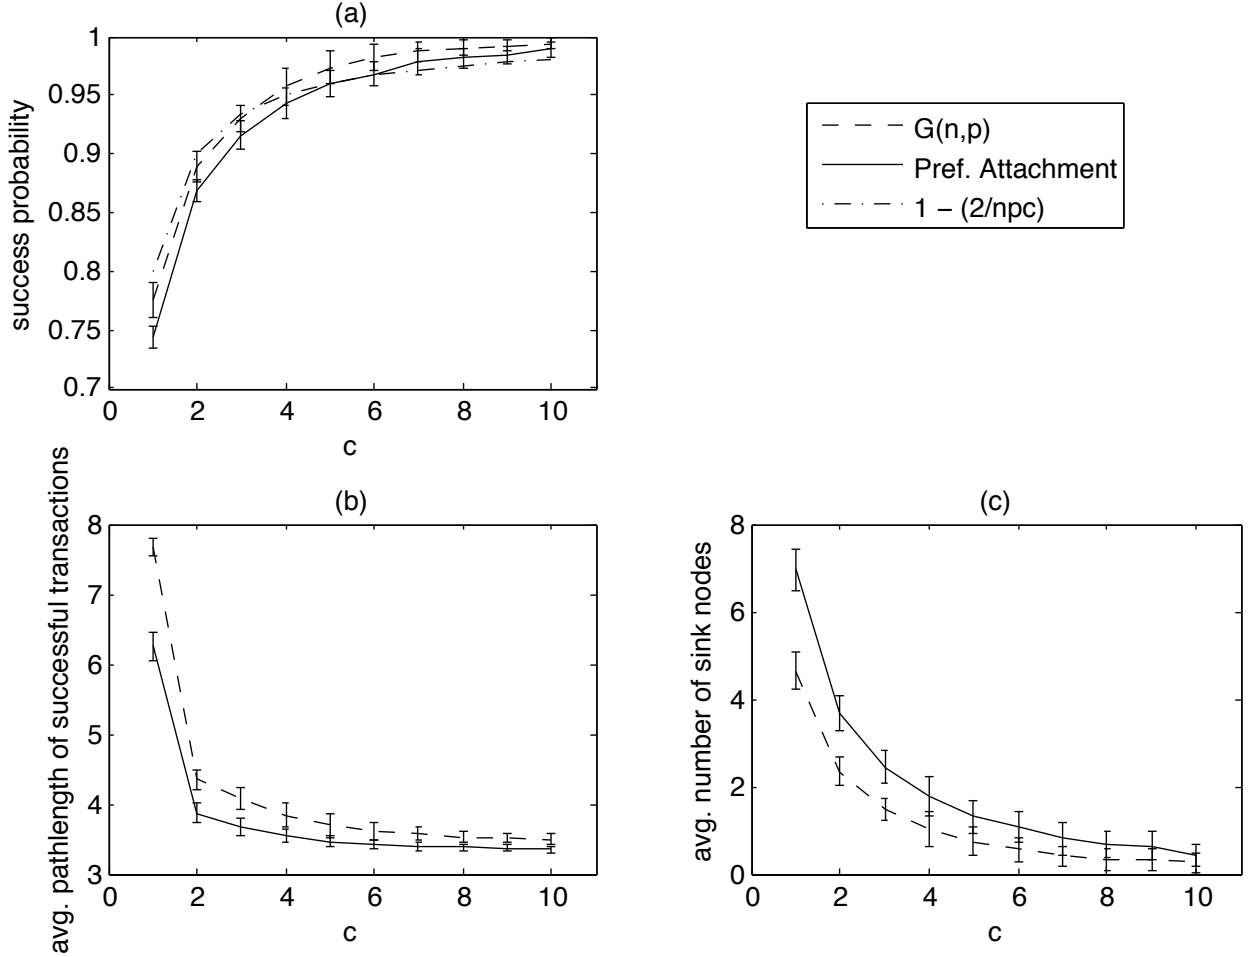 (a)
success probability
1
0.95
0.9
0.85
0.8
0.75
0.7
0 2 4 6 8 10
c
G(n,p)
Pref. Attachment
1 − (2/npc)
(b)
avg. pathlength of successful transactions
8
7
6
5
4
3
0 2 4 6 8 10
c
(c)
avg. number of sink nodes
8
6
4
2
0
0 2 4 6 8 10
c